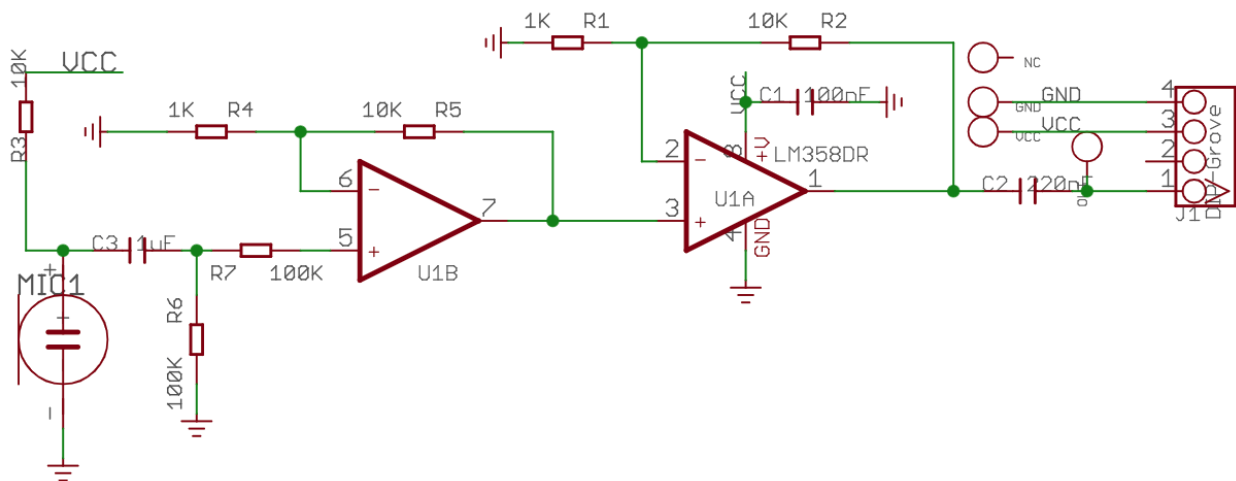 1K R1
10K R2
NC
VCC
10K
R3
1K R4
10K R5
VCC
C1 100nF
GND
GND
4
VCC
VCC
3
2
1
J1
DIP-Grove
8
+V
LM358DR
2
-
U1A
1
3
+
4
GND
C2 220nF
6
-
7
5
+
U1B
C3 1uF
R7 100K
+
MIC1
+
-
R6
100K